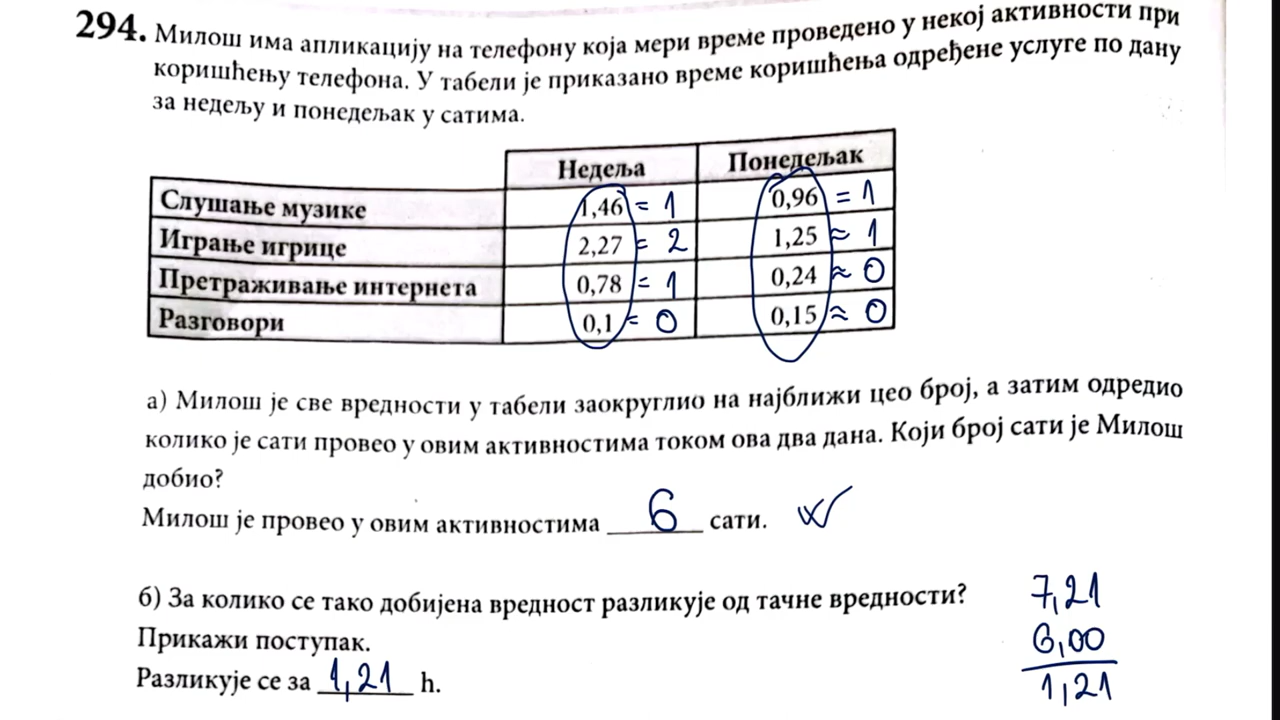 294. Милош има апликацију на телефону која мери време проведено у некој активности при
коришћењу телефона. У табели је приказано време коришћења одређене услуге по дану
за недељу и понедељак у сатима.
Недеља Понедељак
Слушање музике 1,46 = 1 0,96 = 1
Играње игрице 2,27 = 2 1,25 ≈ 1
Претраживање интернета 0,78 = 1 0,24 ≈ 0
Разговори 0,1 = 0 0,15 ≈ 0
а) Милош је све вредности у табели заокруглио на најближи цео број, а затим одредио
колико је сати провео у овим активностима током ова два дана. Који број сати је Милош
добио?
Милош је провео у овим активностима 6 сати.
б) За колико се тако добијена вредност разликује од тачне вредности?
Прикажи поступак.
Разликује се за 1,21 h.
7,21
6,00
1,21